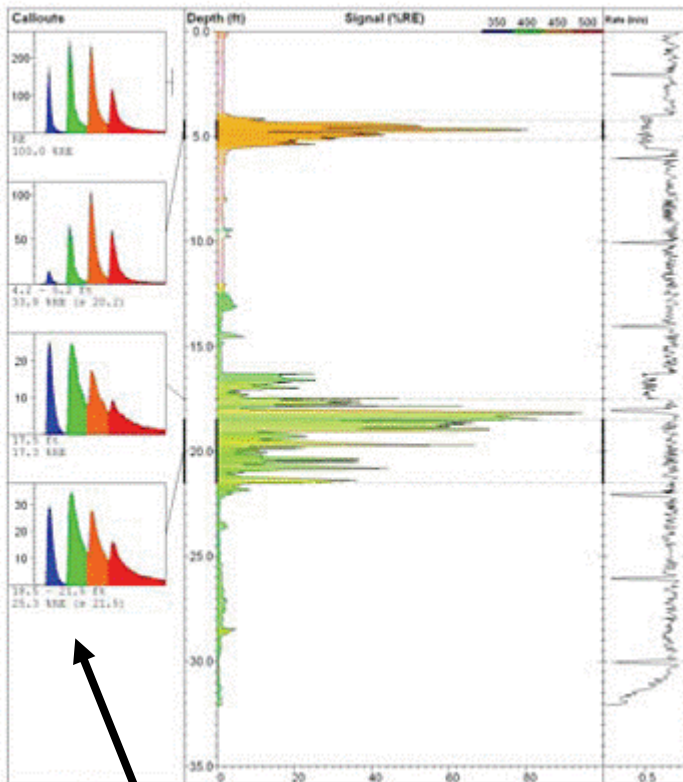 Callouts
Depth (ft)
Signal (%RE)
350 400 450 500
Rate (in/s)
200
100
RE
100.0 %RE
100
50
4.2 - 5.2 ft
33.9 %RE (± 20.2)
20
10
17.5 ft
17.3 %RE
30
20
10
18.5 - 21.5 ft
25.3 %RE (± 21.5)
0.0
5.0
10.0
15.0
20.0
25.0
30.0
35.0
0
20
40
60
80
0.5